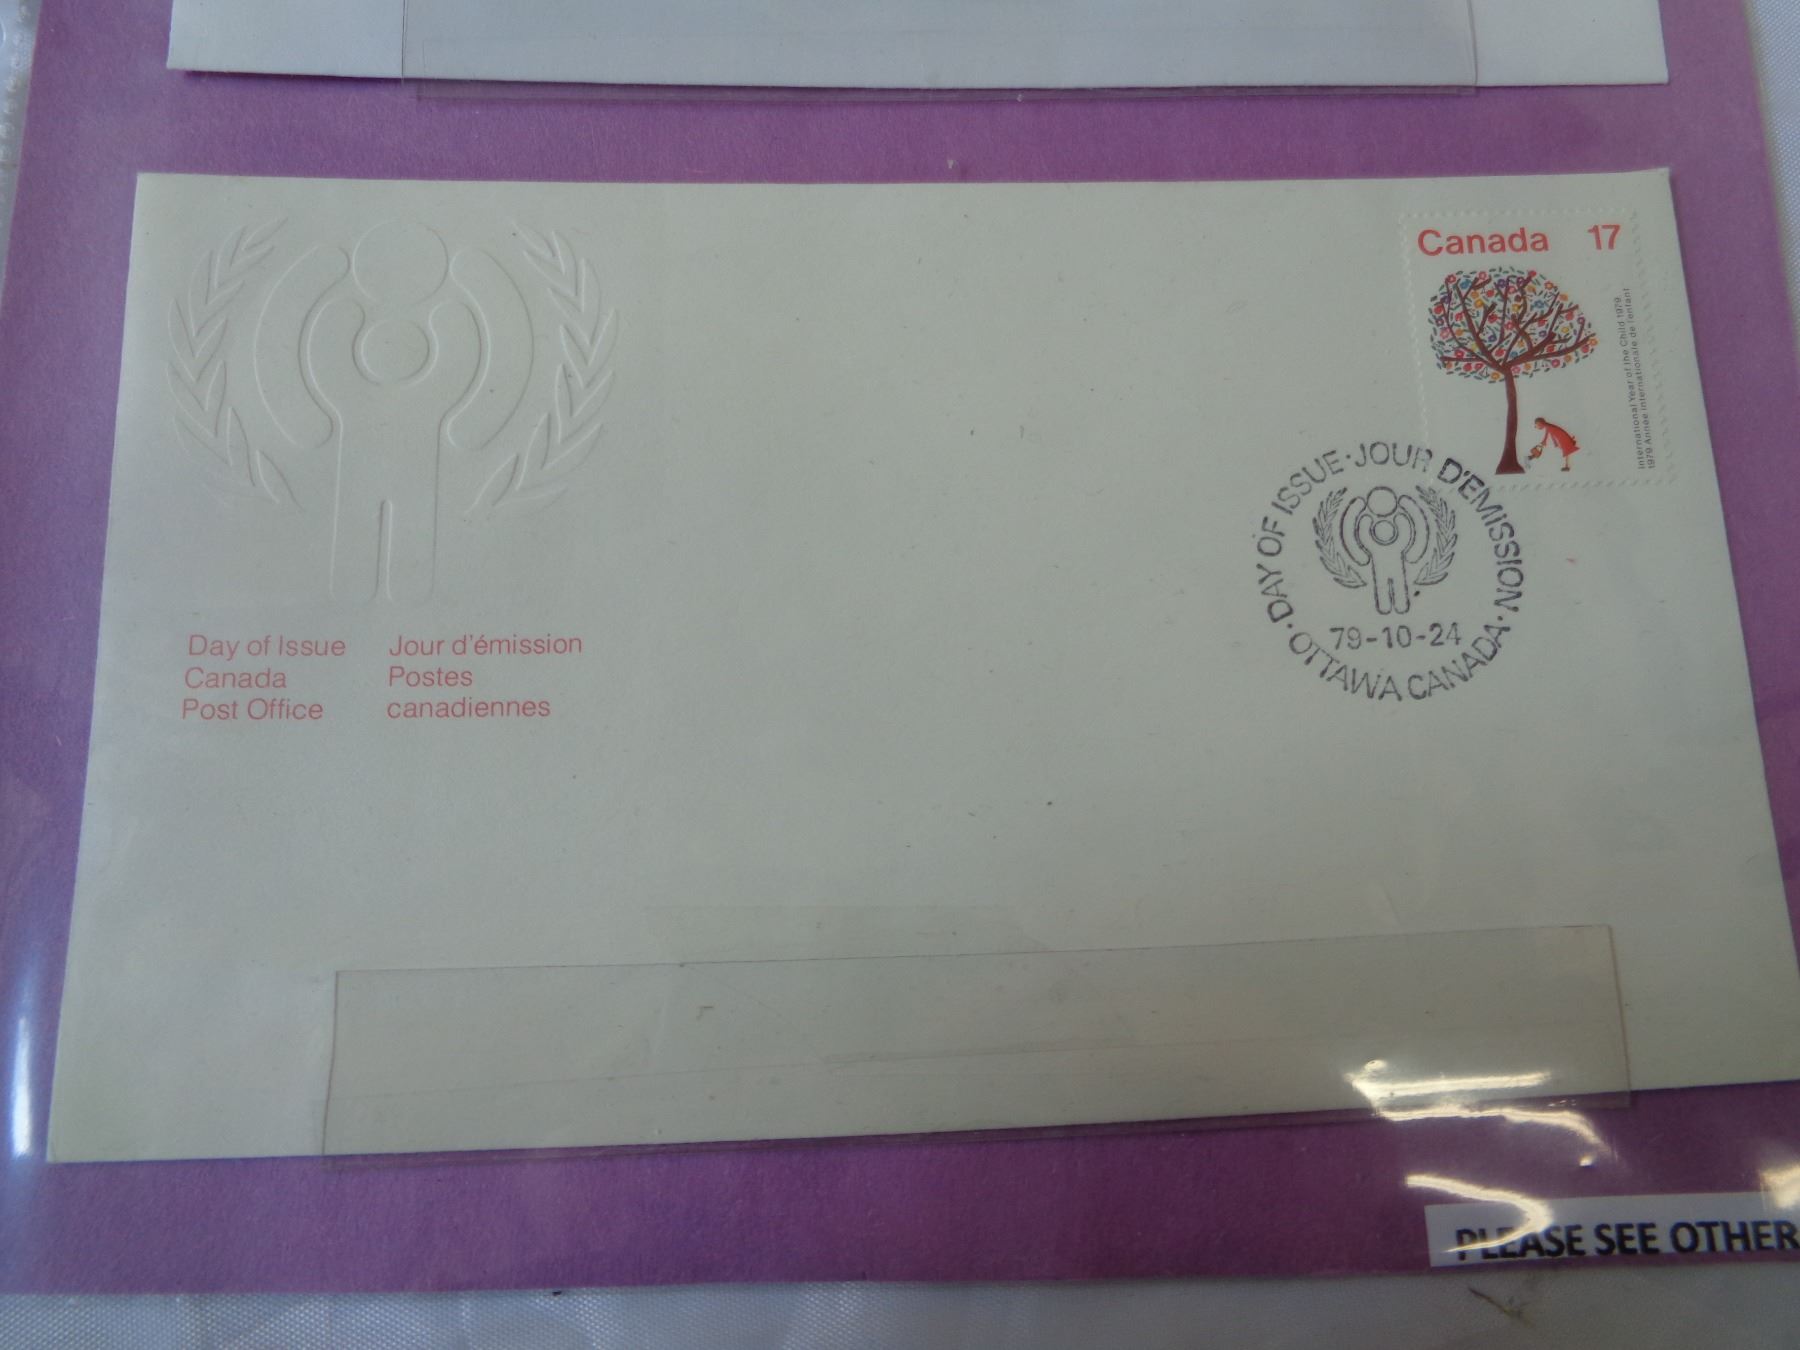 Canada 17
International Year of the Child 1979
1979 Année internationale de l'enfant
DAY OF ISSUE·JOUR D'ÉMISSION·
OTTAWA CANADA·
79-10-24
Day of Issue
Canada
Post Office
Jour d'émission
Postes
canadiennes
PLEASE SEE OTHER